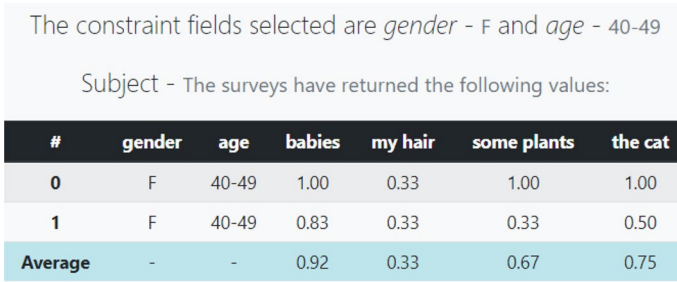 The constraint fields selected are gender - F and age - 40-49
Subject - The surveys have returned the following values:
# gender age babies my hair some plants the cat
0 F 40-49 1.00 0.33 1.00 1.00
1 F 40-49 0.83 0.33 0.33 0.50
Average - - 0.92 0.33 0.67 0.75